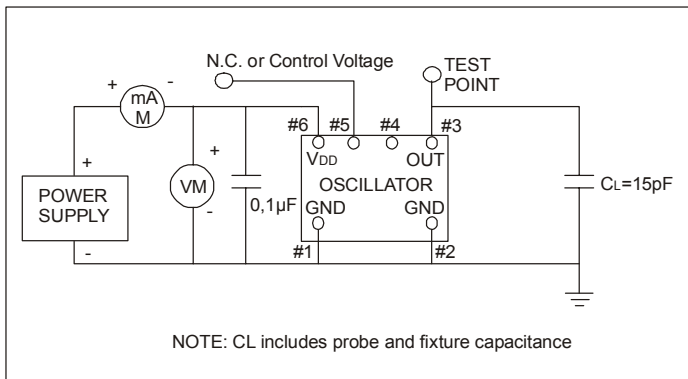 N.C. or Control Voltage
TEST
POINT
+
-
mA
M
#6
#5
#4
#3
VDD
OUT
+
+
POWER
SUPPLY
VM
0,1µF
OSCILLATOR
CL=15pF
-
GND
GND
-
#1
#2
NOTE: CL includes probe and fixture capacitance